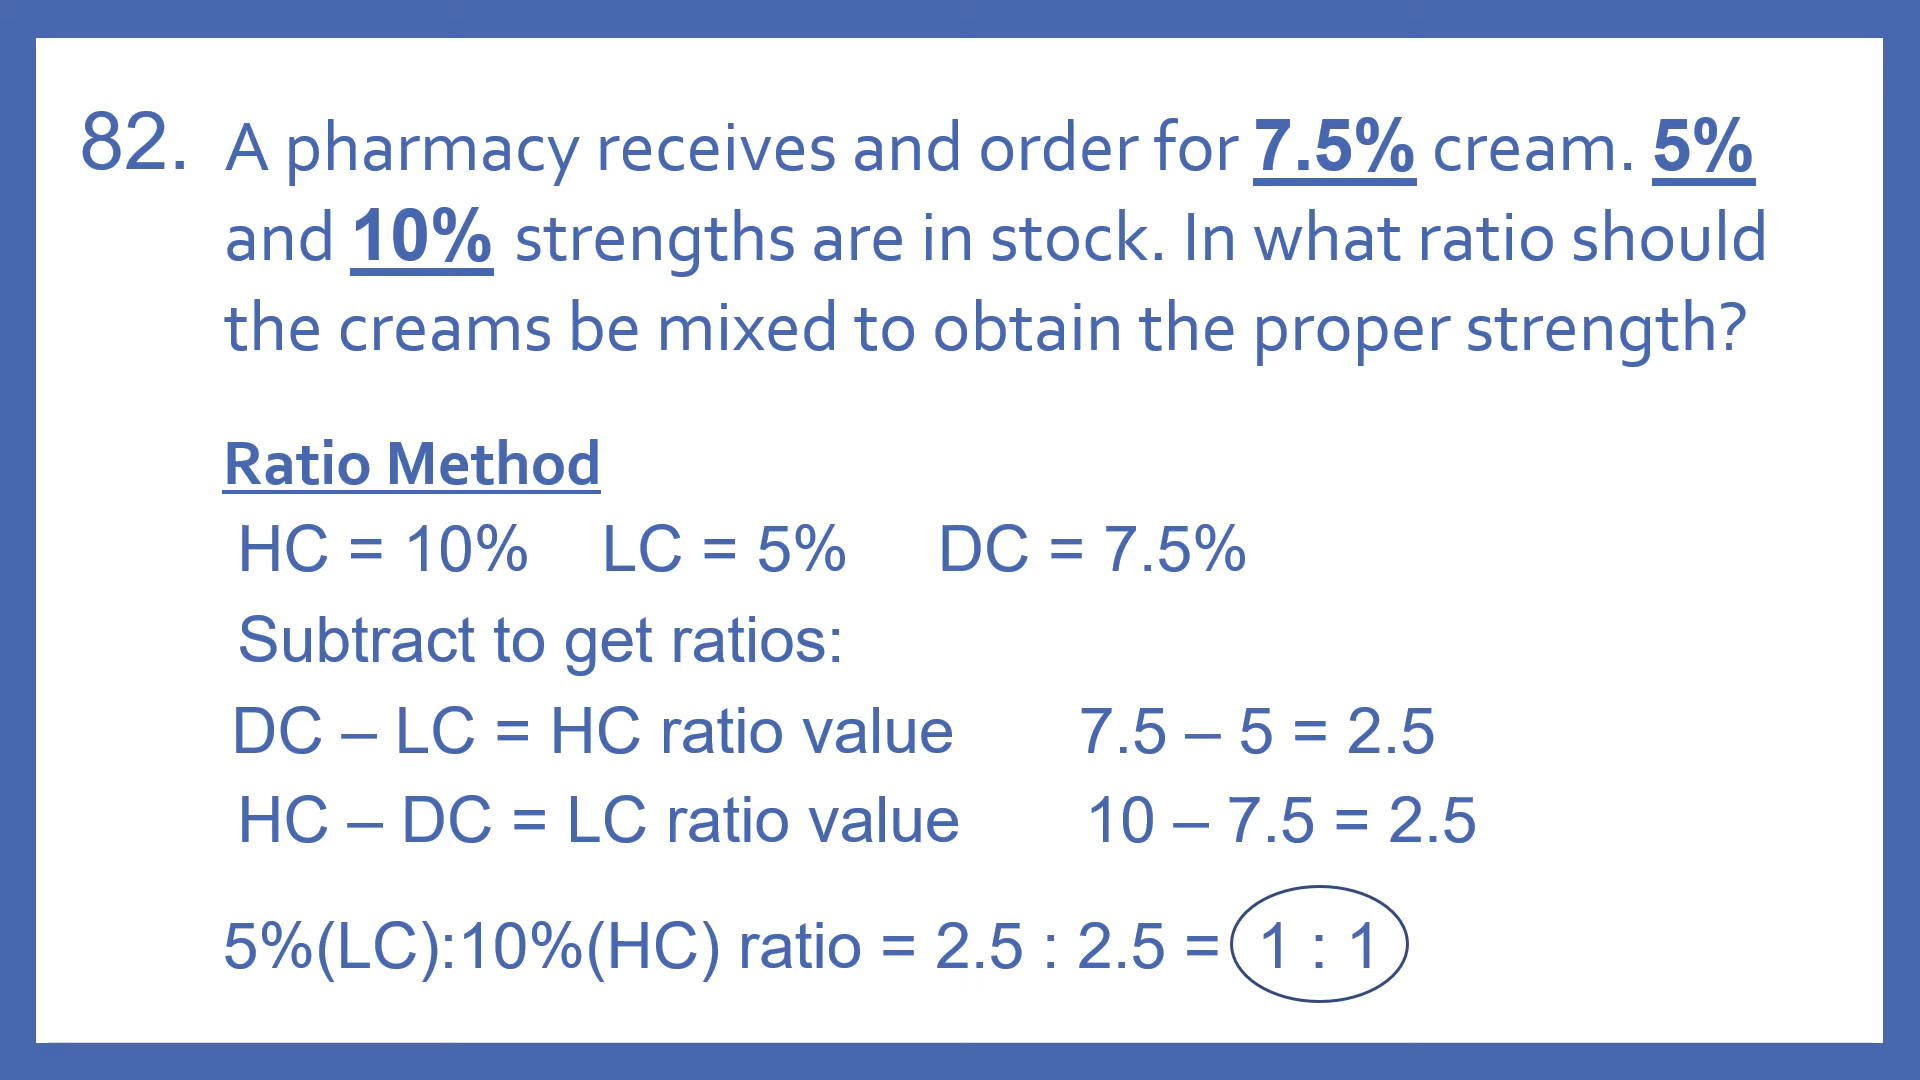 82. A pharmacy receives and order for 7.5% cream. 5%
and 10% strengths are in stock. In what ratio should
the creams be mixed to obtain the proper strength?
Ratio Method
HC = 10% LC = 5% DC = 7.5%
Subtract to get ratios:
DC – LC = HC ratio value 7.5 – 5 = 2.5
HC – DC = LC ratio value 10 – 7.5 = 2.5
5%(LC):10%(HC) ratio = 2.5 : 2.5 = 1 : 1